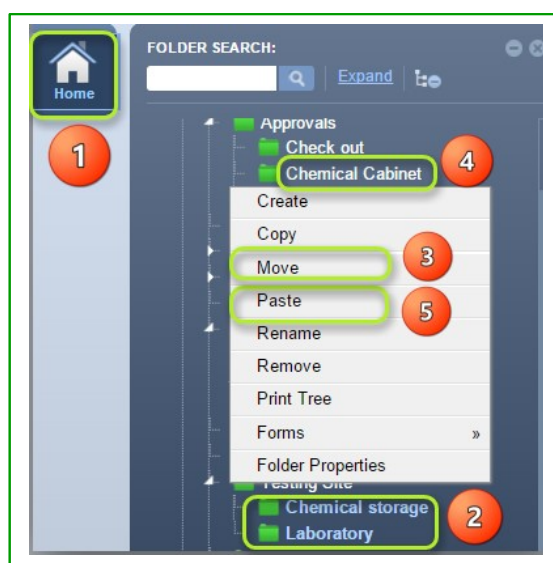 FOLDER SEARCH:
Expand
Home
1
Approvals
Check out
Chemical Cabinet
4
Create
Copy
Move
3
Paste
5
Rename
Remove
Print Tree
Forms »
Folder Properties
Testing Site
Chemical storage
Laboratory
2